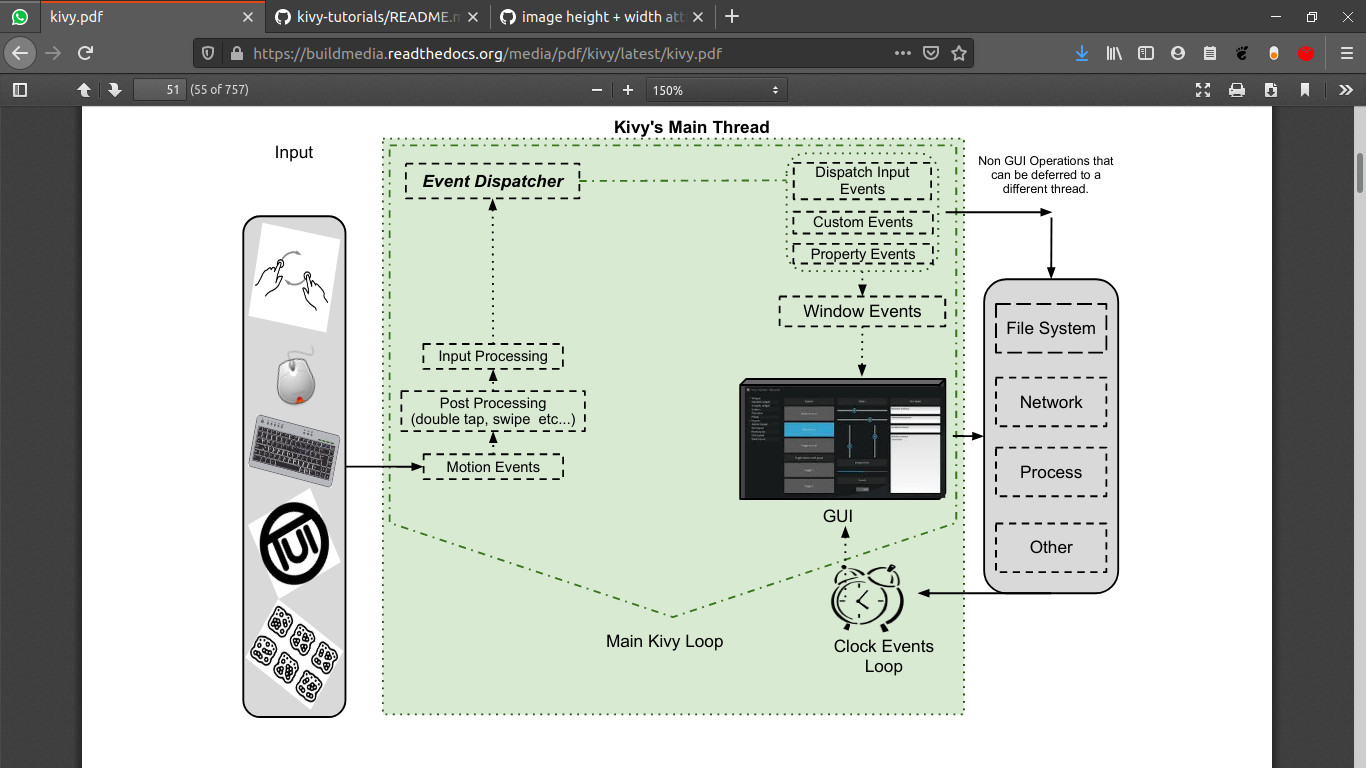 kivy.pdf
kivy-tutorials/README.m
image height + width att
https://buildmedia.readthedocs.org/media/pdf/kivy/latest/kivy.pdf
51
(55 of 757)
150%
Kivy's Main Thread
Input
Event Dispatcher
Dispatch Input
Events
Custom Events
Property Events
Non GUI Operations that
can be deferred to a
different thread.
Window Events
Input Processing
Post Processing
(double tap, swipe etc...)
Motion Events
File System
Network
Process
Other
TUI
GUI
Main Kivy Loop
Clock Events
Loop